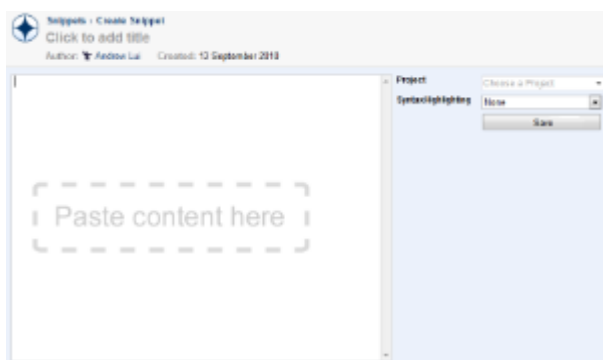 Snippets › Create Snippet
Click to add title
Author: Andrew Lui Created: 13 September 2010
Project Choose a Project
Syntax Highlighting None
Save
Paste content here